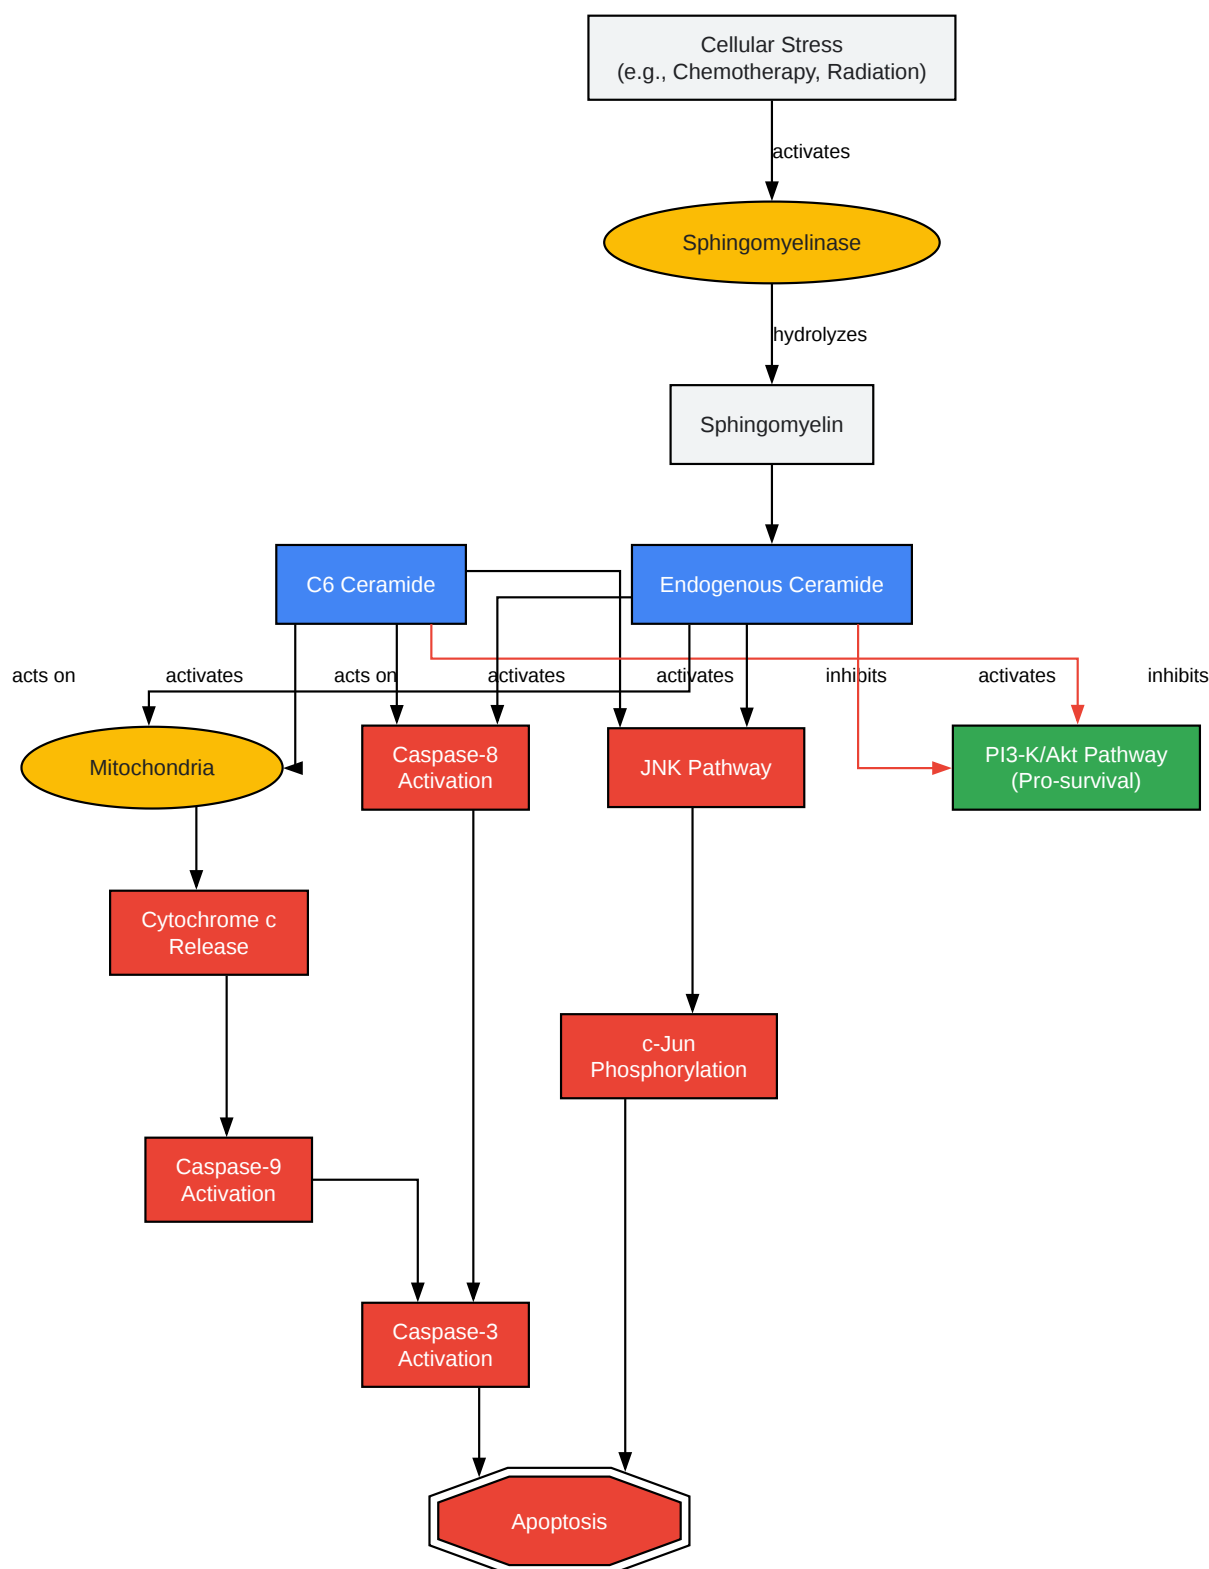 Cellular Stress
(e.g., Chemotherapy, Radiation)
activates
Sphingomyelinase
hydrolyzes
Sphingomyelin
C6 Ceramide
Endogenous Ceramide
acts on
activates
acts on
activates
activates
inhibits
activates
inhibits
Mitochondria
Caspase-8
Activation
JNK Pathway
PI3-K/Akt Pathway
(Pro-survival)
Cytochrome c
Release
c-Jun
Phosphorylation
Caspase-9
Activation
Caspase-3
Activation
Apoptosis